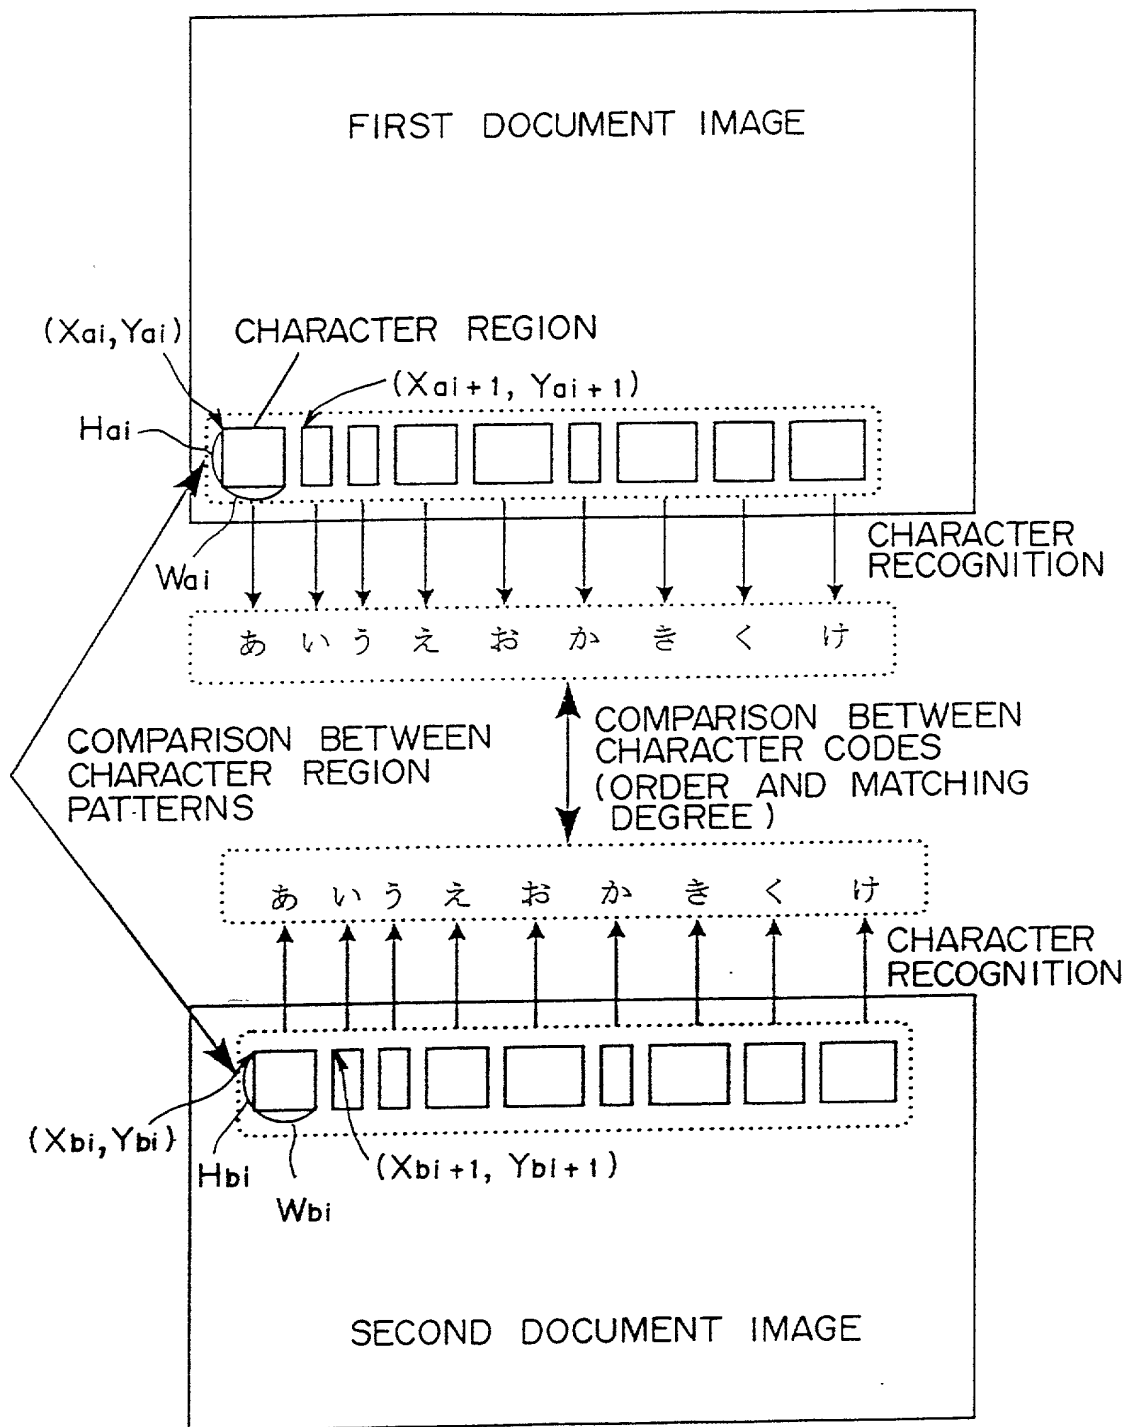 FIRST DOCUMENT IMAGE
(Xai, Yai)
CHARACTER REGION
(Xai+1, Yai+1)
Hai
Wai
CHARACTER
RECOGNITION
あ い う え お か き く け
COMPARISON BETWEEN
CHARACTER REGION
PATTERNS
COMPARISON BETWEEN
CHARACTER CODES
(ORDER AND MATCHING
DEGREE)
あ い う え お か き く け
CHARACTER
RECOGNITION
(Xbi, Ybi)
Hbi
Wbi
(Xbi+1, Ybi+1)
SECOND DOCUMENT IMAGE